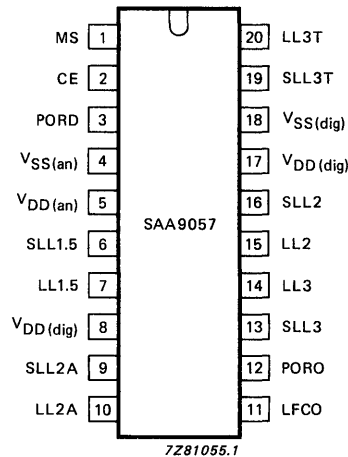 MS 1 20 LL3T
CE 2 19 SLL3T
PORD 3 18 VSS(dig)
VSS(an) 4 17 VDD(dig)
VDD(an) 5 SAA9057 16 SLL2
SLL1.5 6 15 LL2
LL1.5 7 14 LL3
VDD(dig) 8 13 SLL3
SLL2A 9 12 PORO
LL2A 10 11 LFCO
7Z81055.1